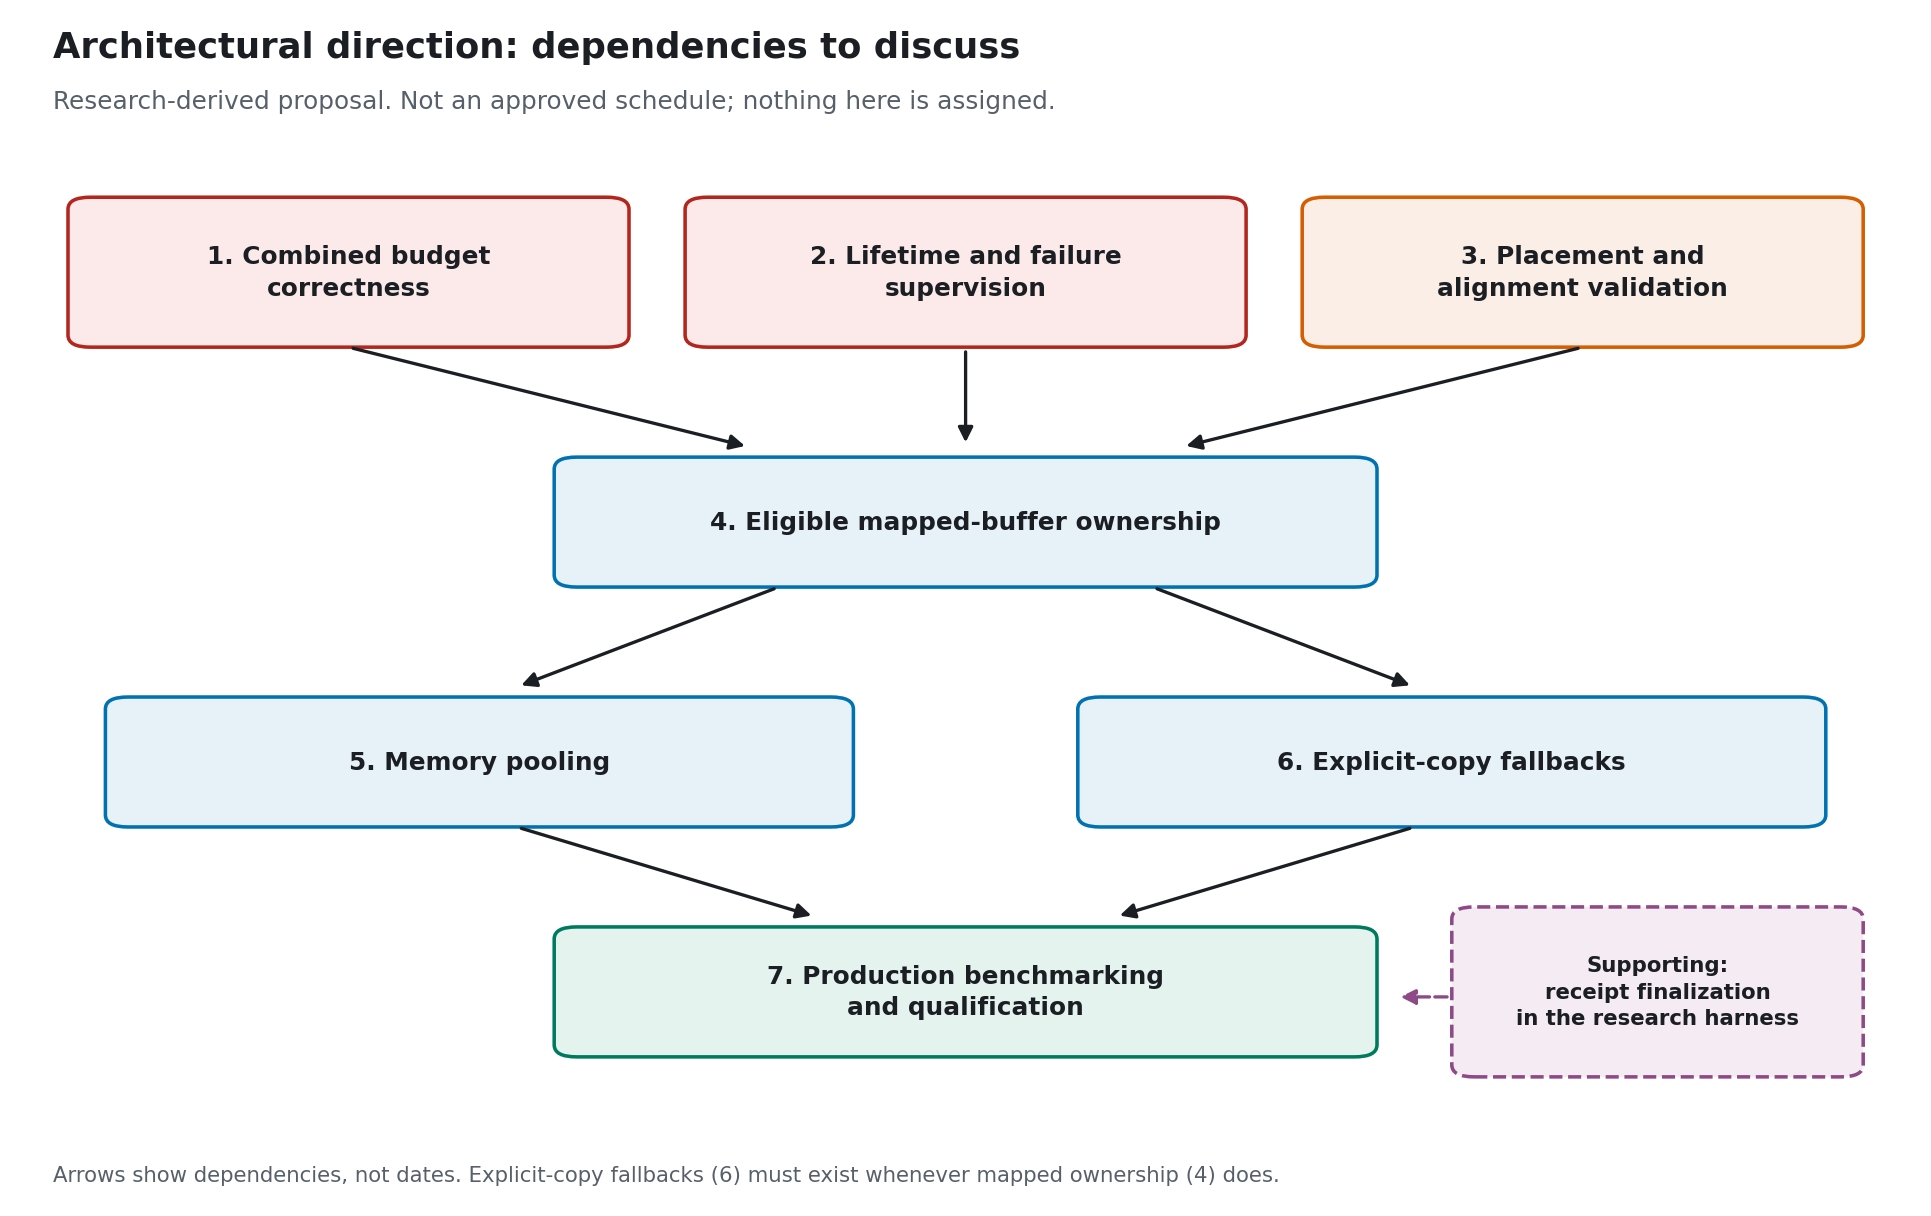 Architectural direction: dependencies to discuss
Research-derived proposal. Not an approved schedule; nothing here is assigned.
1. Combined budget
correctness
2. Lifetime and failure
supervision
3. Placement and
alignment validation
4. Eligible mapped-buffer ownership
5. Memory pooling
6. Explicit-copy fallbacks
7. Production benchmarking
and qualification
Supporting:
receipt finalization
in the research harness
Arrows show dependencies, not dates. Explicit-copy fallbacks (6) must exist whenever mapped ownership (4) does.